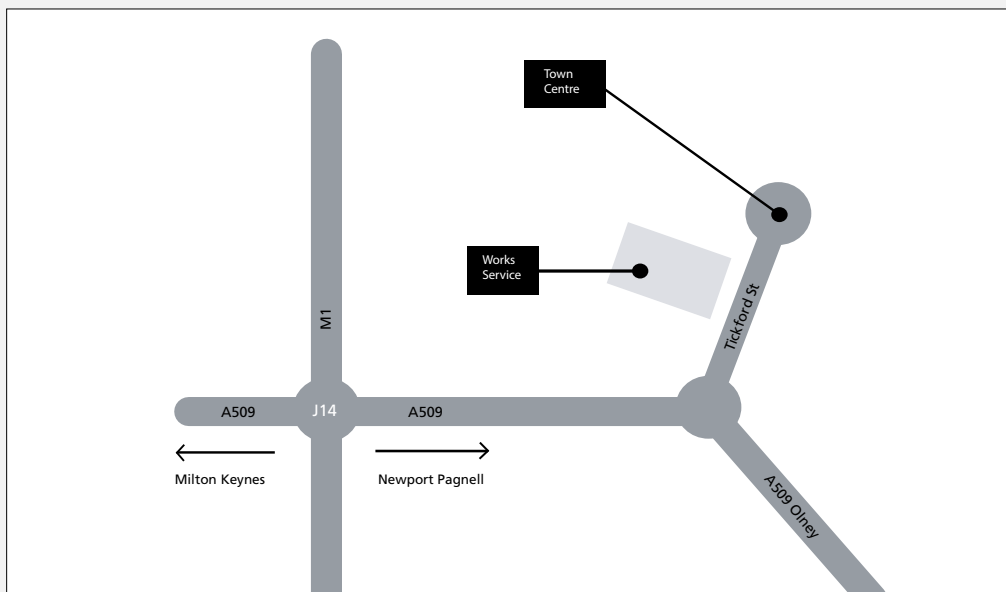 Town
Centre
Works
Service
Tickford St
M1
A509
J14
A509
Milton Keynes
Newport Pagnell
A509 Olney